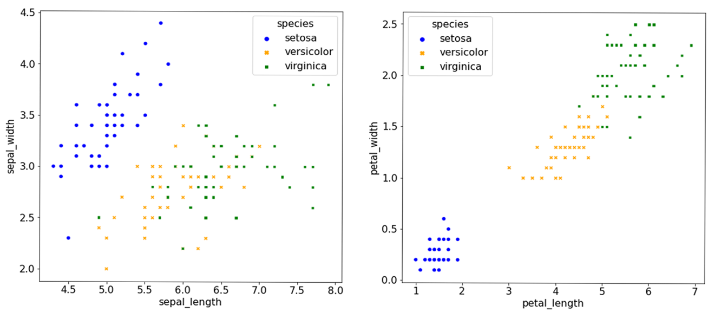 4.5
4.0
3.5
3.0
2.5
2.0
sepal_width
species
setosa
versicolor
virginica
4.5 5.0 5.5 6.0 6.5 7.0 7.5 8.0
sepal_length
2.5
2.0
1.5
1.0
0.5
0.0
petal_width
species
setosa
versicolor
virginica
1 2 3 4 5 6 7
petal_length